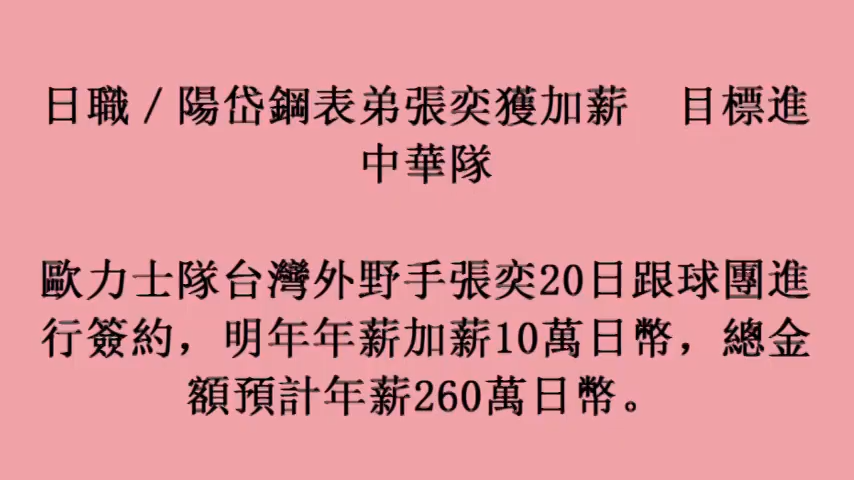 日職／陽岱鋼表弟張奕獲加薪　目標進
中華隊
歐力士隊台灣外野手張奕20日跟球團進
行簽約，明年年薪加薪10萬日幣，總金
額預計年薪260萬日幣。